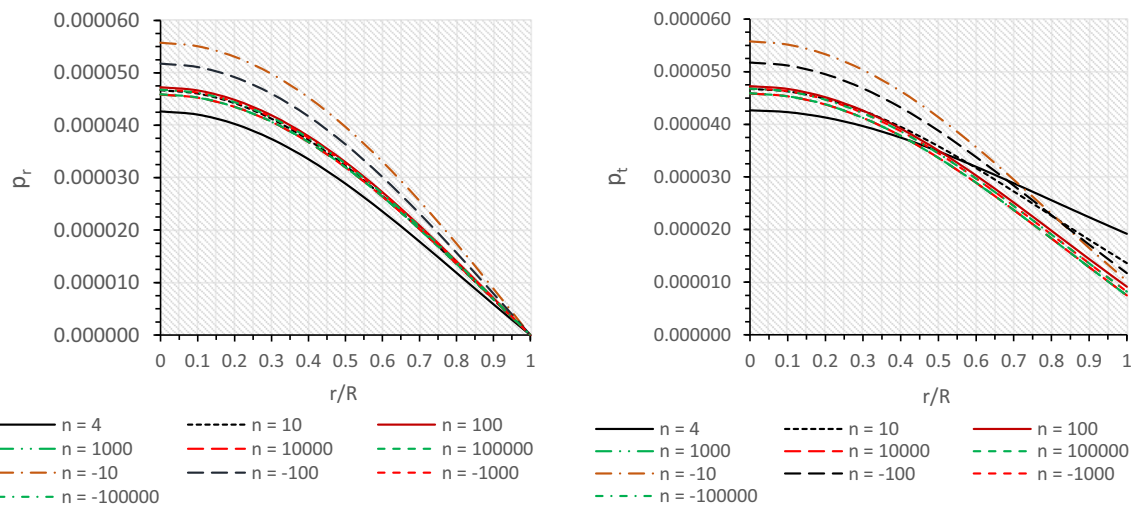 0.000060
0.000050
0.000040
0.000030
0.000020
0.000010
0.000000
pr
0 0.1 0.2 0.3 0.4 0.5 0.6 0.7 0.8 0.9 1
r/R
n = 4 n = 10 n = 100
n = 1000 n = 10000 n = 100000
n = -10 n = -100 n = -1000
n = -100000
0.000060
0.000050
0.000040
0.000030
0.000020
0.000010
0.000000
pt
0 0.1 0.2 0.3 0.4 0.5 0.6 0.7 0.8 0.9 1
r/R
n = 4 n = 10 n = 100
n = 1000 n = 10000 n = 100000
n = -10 n = -100 n = -1000
n = -100000